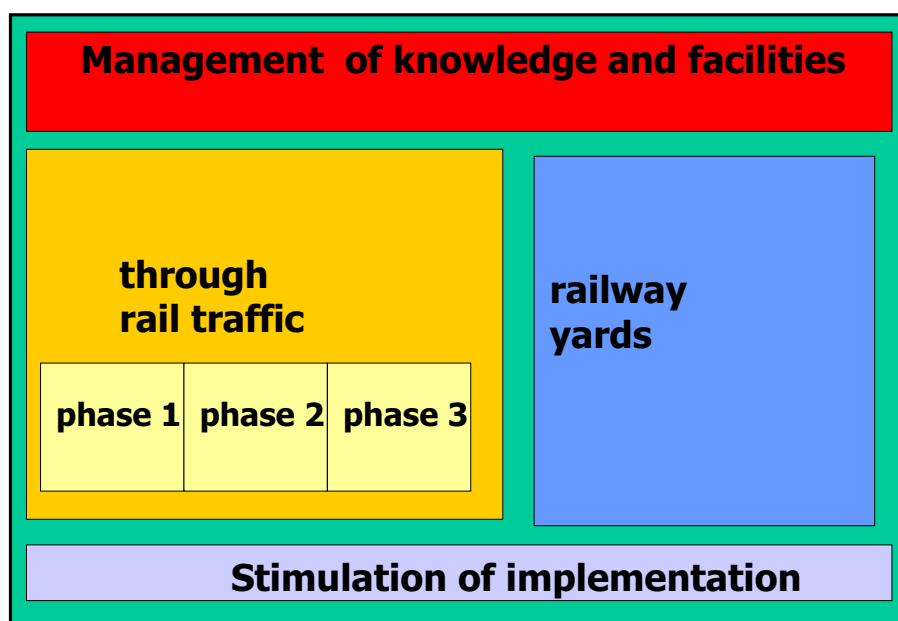 Management of knowledge and facilities
through
rail traffic
railway
yards
phase 1 phase 2 phase 3
Stimulation of implementation